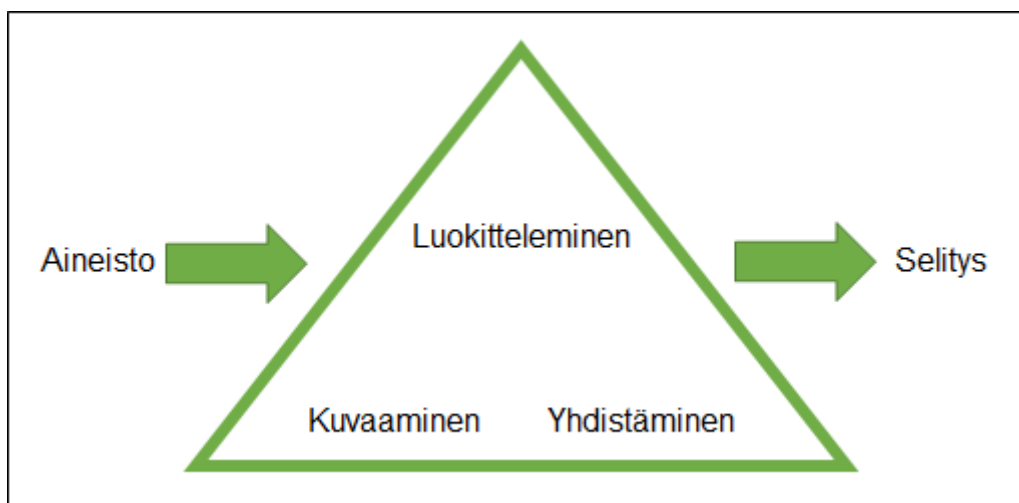 Luokitteleminen
Aineisto
Selitys
Kuvaaminen
Yhdistäminen